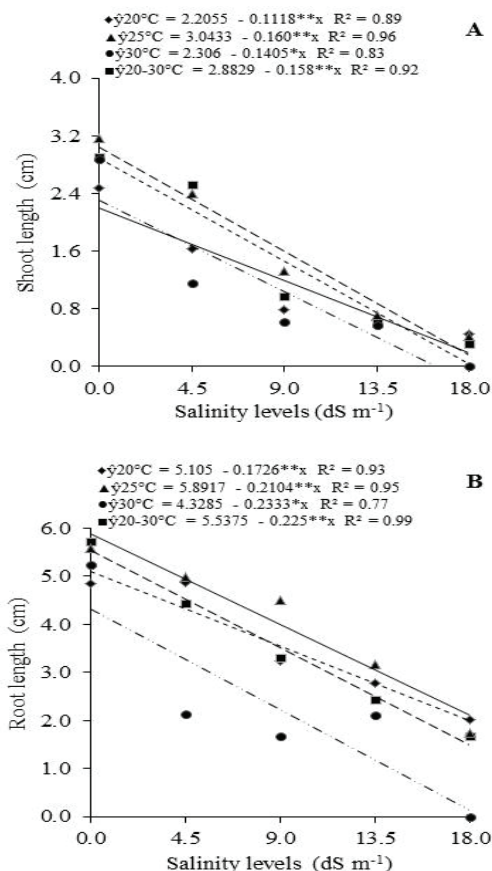 ♦ŷ20°C = 2.2055 - 0.1118**x R² = 0.89
▲ŷ25°C = 3.0433 - 0.160**x R² = 0.96
●ŷ30°C = 2.306 - 0.1405*x R² = 0.83
■ŷ20-30°C = 2.8829 - 0.158**x R² = 0.92
A
4.0
3.2
2.4
1.6
0.8
0.0
Shoot length (cm)
0.0 4.5 9.0 13.5 18.0
Salinity levels (dS m⁻¹)
♦ŷ20°C = 5.105 - 0.1726**x R² = 0.93
▲ŷ25°C = 5.8917 - 0.2104**x R² = 0.95
●ŷ30°C = 4.3285 - 0.2333*x R² = 0.77
■ŷ20-30°C = 5.5375 - 0.225**x R² = 0.99
B
6.0
5.0
4.0
3.0
2.0
1.0
0.0
Root length (cm)
0.0 4.5 9.0 13.5 18.0
Salinity levels (dS m⁻¹)